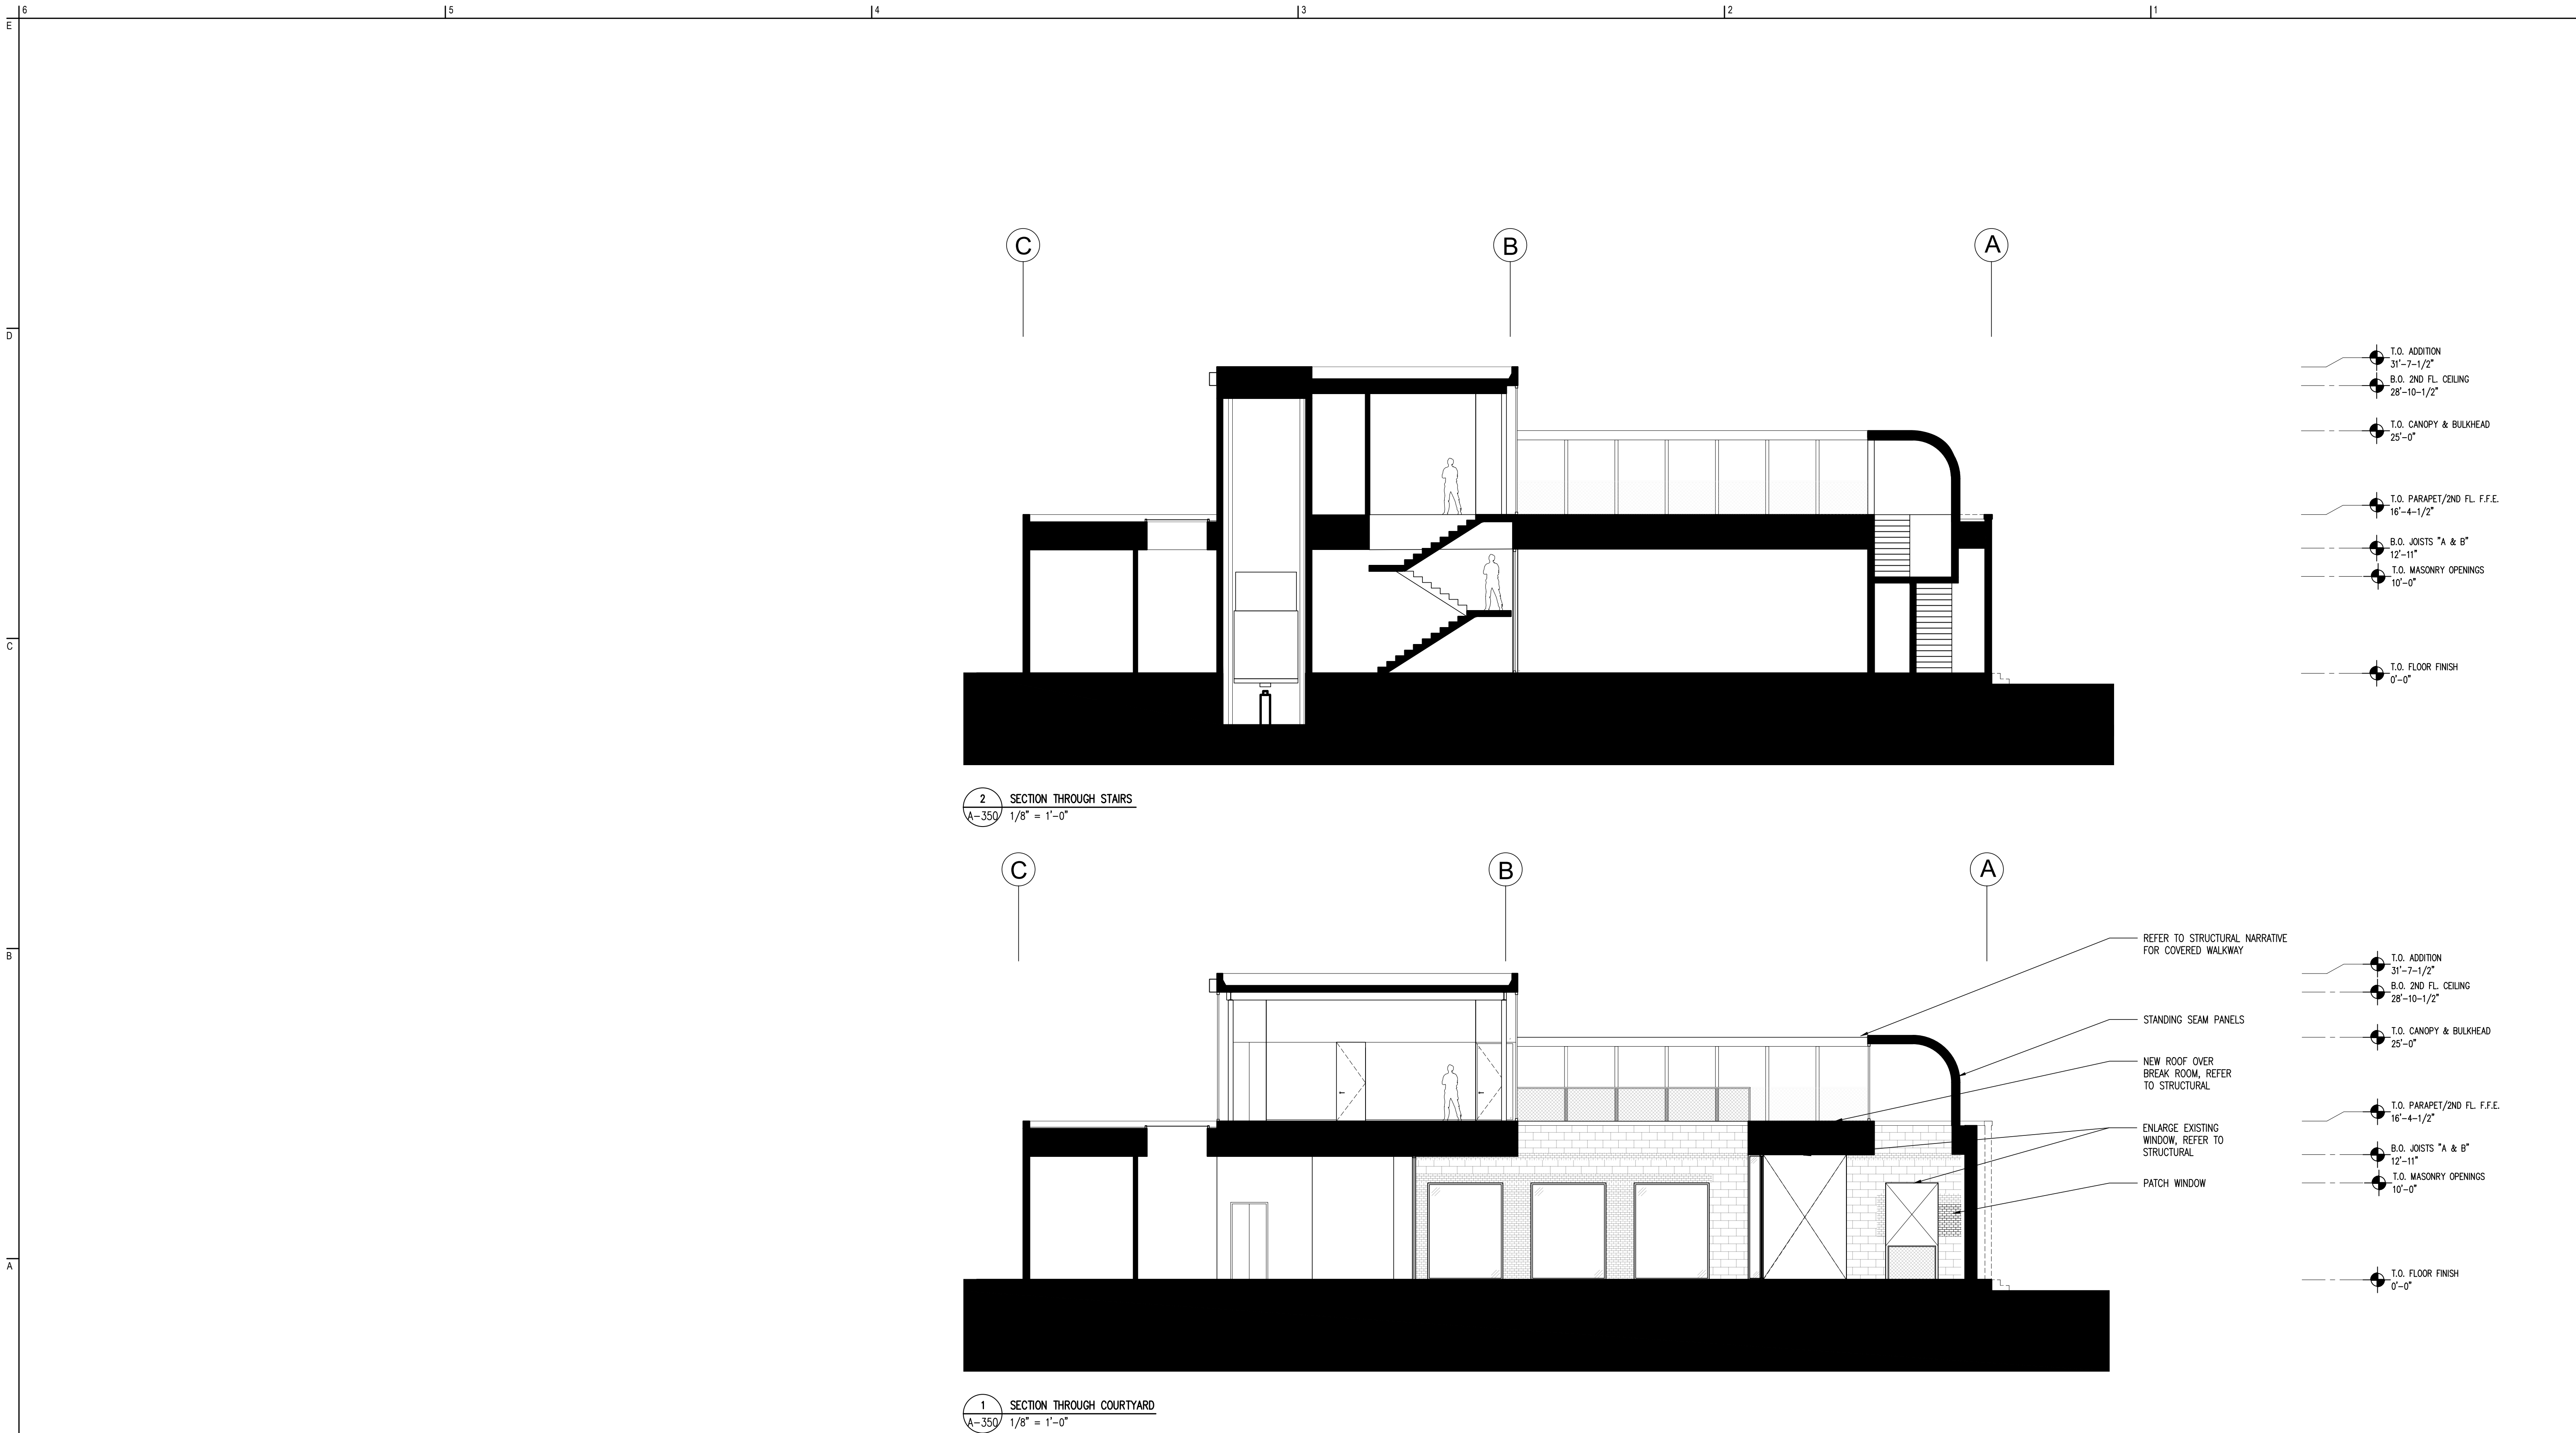 6
5
4
3
2
1
E
D
C
B
A
C
B
A
T.O. ADDITION
31'-7-1/2"
B.O. 2ND FL. CEILING
28'-10-1/2"
T.O. CANOPY & BULKHEAD
25'-0"
T.O. PARAPET/2ND FL. F.F.E.
16'-4-1/2"
B.O. JOISTS "A & B"
12'-11"
T.O. MASONRY OPENINGS
10'-0"
T.O. FLOOR FINISH
0'-0"
2
A-350
SECTION THROUGH STAIRS
1/8" = 1'-0"
C
B
A
REFER TO STRUCTURAL NARRATIVE
FOR COVERED WALKWAY
STANDING SEAM PANELS
NEW ROOF OVER
BREAK ROOM, REFER
TO STRUCTURAL
ENLARGE EXISTING
WINDOW, REFER TO
STRUCTURAL
PATCH WINDOW
T.O. ADDITION
31'-7-1/2"
B.O. 2ND FL. CEILING
28'-10-1/2"
T.O. CANOPY & BULKHEAD
25'-0"
T.O. PARAPET/2ND FL. F.F.E.
16'-4-1/2"
B.O. JOISTS "A & B"
12'-11"
T.O. MASONRY OPENINGS
10'-0"
T.O. FLOOR FINISH
0'-0"
1
A-350
SECTION THROUGH COURTYARD
1/8" = 1'-0"